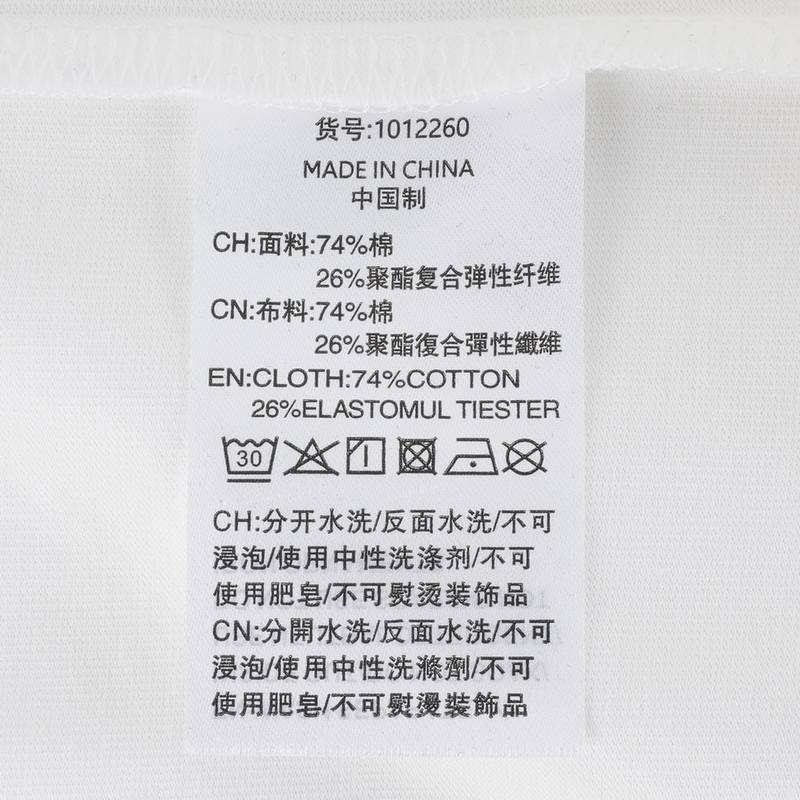 货号:1012260
MADE IN CHINA
中国制
CH:面料:74%棉
26%聚酯复合弹性纤维
CN:布料:74%棉
26%聚酯復合彈性纖維
EN:CLOTH:74%COTTON
26%ELASTOMUL TIESTER
30
CH:分开水洗/反面水洗/不可
浸泡/使用中性洗涤剂/不可
使用肥皂/不可熨烫装饰品
CN:分開水洗/反面水洗/不可
浸泡/使用中性洗滌劑/不可
使用肥皂/不可熨燙裝飾品